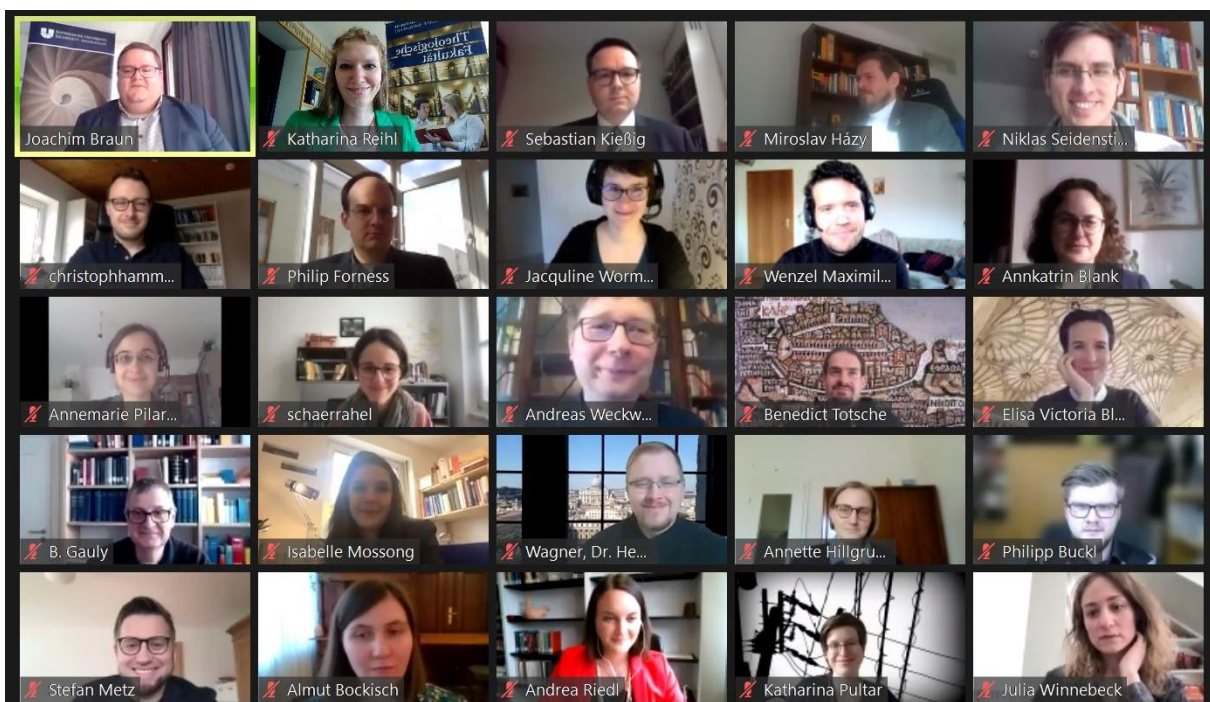 Theologische
Fakultät
Joachim Braun
Katharina Reihl
Sebastian Kießig
Miroslav Házy
Niklas Seidensti...
christophhamm...
Philip Forness
Jacquline Worm...
Wenzel Maximil...
Annkatrin Blank
Annemarie Pilar...
schaerrahel
Andreas Weckw...
Benedict Totsche
Elisa Victoria Bl...
B. Gauly
Isabelle Mossong
Wagner, Dr. He...
Annette Hillgru...
Philipp Buckl
Stefan Metz
Almut Bockisch
Andrea Riedl
Katharina Pultar
Julia Winnebeck